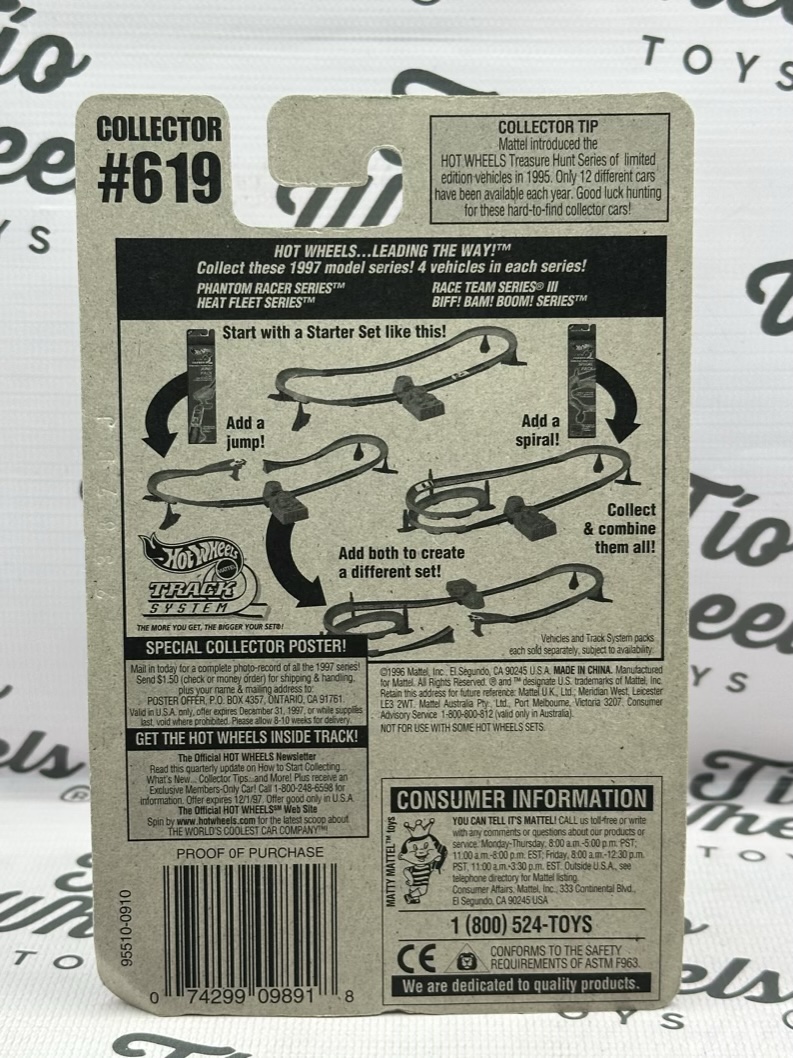 COLLECTOR
#619
COLLECTOR TIP
Mattel introduced the
HOT WHEELS Treasure Hunt Series of limited
edition vehicles in 1995. Only 12 different cars
have been available each year. Good luck hunting
for these hard-to-find collector cars!
HOT WHEELS...LEADING THE WAY!™
Collect these 1997 model series! 4 vehicles in each series!
PHANTOM RACER SERIES™
HEAT FLEET SERIES™
RACE TEAM SERIES® III
BIFF! BAM! BOOM! SERIES™
Start with a Starter Set like this!
Add a
jump!
Add a
spiral!
Collect
& combine
them all!
Add both to create
a different set!
Hot Wheels
MATTEL
TRACK
SYSTEM
THE MORE YOU GET, THE BIGGER YOUR SET®!
Vehicles and Track System packs
each sold separately, subject to availability.
SPECIAL COLLECTOR POSTER!
Mail in today for a complete photo-record of all the 1997 series!
Send $1.50 (check or money order) for shipping & handling,
plus your name & mailing address to:
POSTER OFFER, P.O. BOX 4357, ONTARIO, CA 91761.
Valid in U.S.A. only, offer expires December 31, 1997, or while supplies
last, void where prohibited. Please allow 8-10 weeks for delivery.
GET THE HOT WHEELS INSIDE TRACK!
The Official HOT WHEELS Newsletter
Read this quarterly update on How to Start Collecting...
What's New... Collector Tips...and More! Plus receive an
Exclusive Members-Only Car! Call 1-800-248-6598 for
information. Offer expires 12/1/97. Offer good only in U.S.A.
The Official HOT WHEELS℠ Web Site
Spin by www.hotwheels.com for the latest scoop about
THE WORLD'S COOLEST CAR COMPANY™!
©1996 Mattel, Inc., El Segundo, CA 90245 U.S.A. MADE IN CHINA. Manufactured
for Mattel. All Rights Reserved. ® and ™ designate U.S. trademarks of Mattel, Inc.
Retain this address for future reference: Mattel U.K., Ltd., Meridian West, Leicester
LE3 2WT. Mattel Australia Pty., Ltd., Port Melbourne, Victoria 3207. Consumer
Advisory Service 1-800-800-812 (valid only in Australia).
NOT FOR USE WITH SOME HOT WHEELS SETS.
PROOF OF PURCHASE
95510-0910
0 74299 09891 8
CONSUMER INFORMATION
MATTY MATTEL™ toys
YOU CAN TELL IT'S MATTEL! CALL us toll-free or write
with any comments or questions about our products or
service. Monday-Thursday, 8:00 a.m.-5:00 p.m. PST;
11:00 a.m.-8:00 p.m. EST; Friday, 8:00 a.m.-12:30 p.m.
PST, 11:00 a.m.-3:30 p.m. EST. Outside U.S.A., see
telephone directory for Mattel listing.
Consumer Affairs, Mattel, Inc., 333 Continental Blvd.,
El Segundo, CA 90245 USA
1 (800) 524-TOYS
CE
CONFORMS TO THE SAFETY
REQUIREMENTS OF ASTM F963.
We are dedicated to quality products.
TOYS
Tío